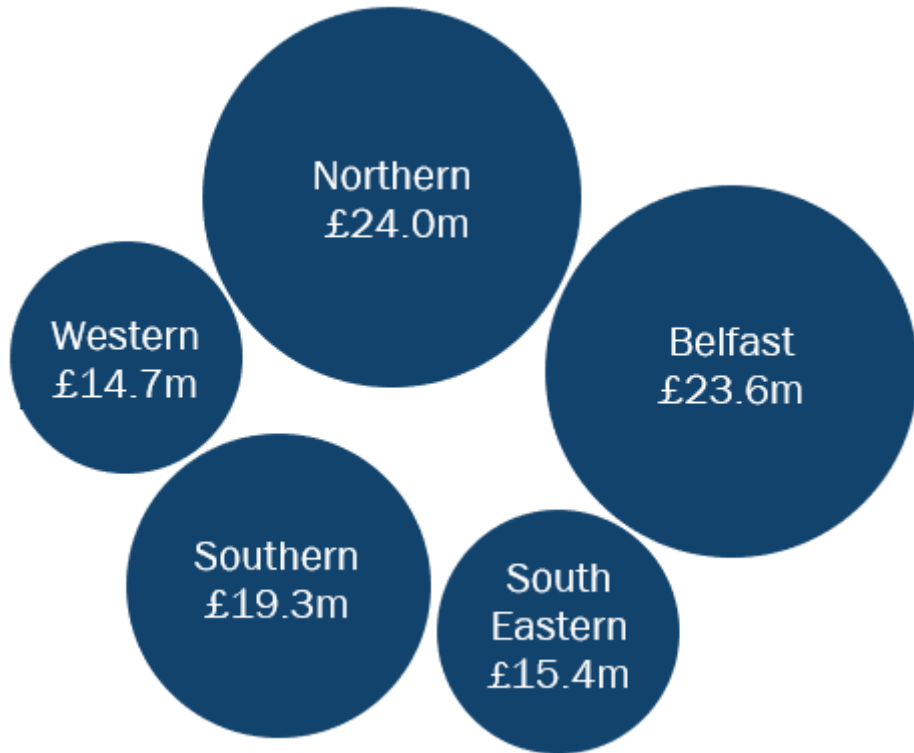 Northern
£24.0m
Western
£14.7m
Belfast
£23.6m
Southern
£19.3m
South
Eastern
£15.4m